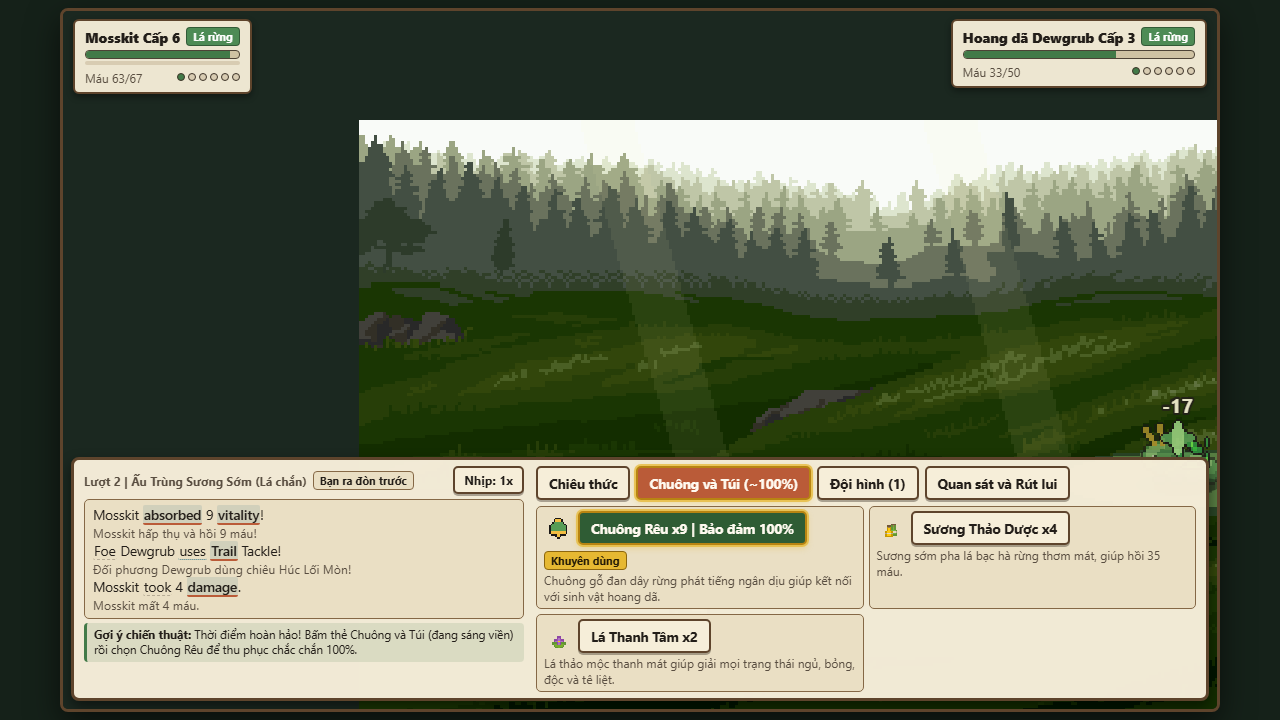 Mosskit Cấp 6 Lá rừng
Máu 63/67
Hoang dã Dewgrub Cấp 3 Lá rừng
Máu 33/50
-17
Lượt 2 | Ấu Trùng Sương Sớm (Lá chắn) Bạn ra đòn trước Nhịp: 1x
Mosskit absorbed 9 vitality!
Mosskit hấp thụ và hồi 9 máu!
Foe Dewgrub uses Trail Tackle!
Đối phương Dewgrub dùng chiêu Húc Lối Mòn!
Mosskit took 4 damage.
Mosskit mất 4 máu.
Gợi ý chiến thuật: Thời điểm hoàn hảo! Bấm thẻ Chuông và Túi (đang sáng viền)
rồi chọn Chuông Rêu để thu phục chắc chắn 100%.
Chiêu thức Chuông và Túi (~100%) Đội hình (1) Quan sát và Rút lui
Chuông Rêu x9 | Bảo đảm 100%
Khuyên dùng
Chuông gỗ đan dây rừng phát tiếng ngân dịu giúp kết nối
với sinh vật hoang dã.
Sương Thảo Dược x4
Sương sớm pha lá bạc hà rừng thơm mát, giúp hồi 35
máu.
Lá Thanh Tâm x2
Lá thảo mộc thanh mát giúp giải mọi trạng thái ngủ, bỏng,
độc và tê liệt.